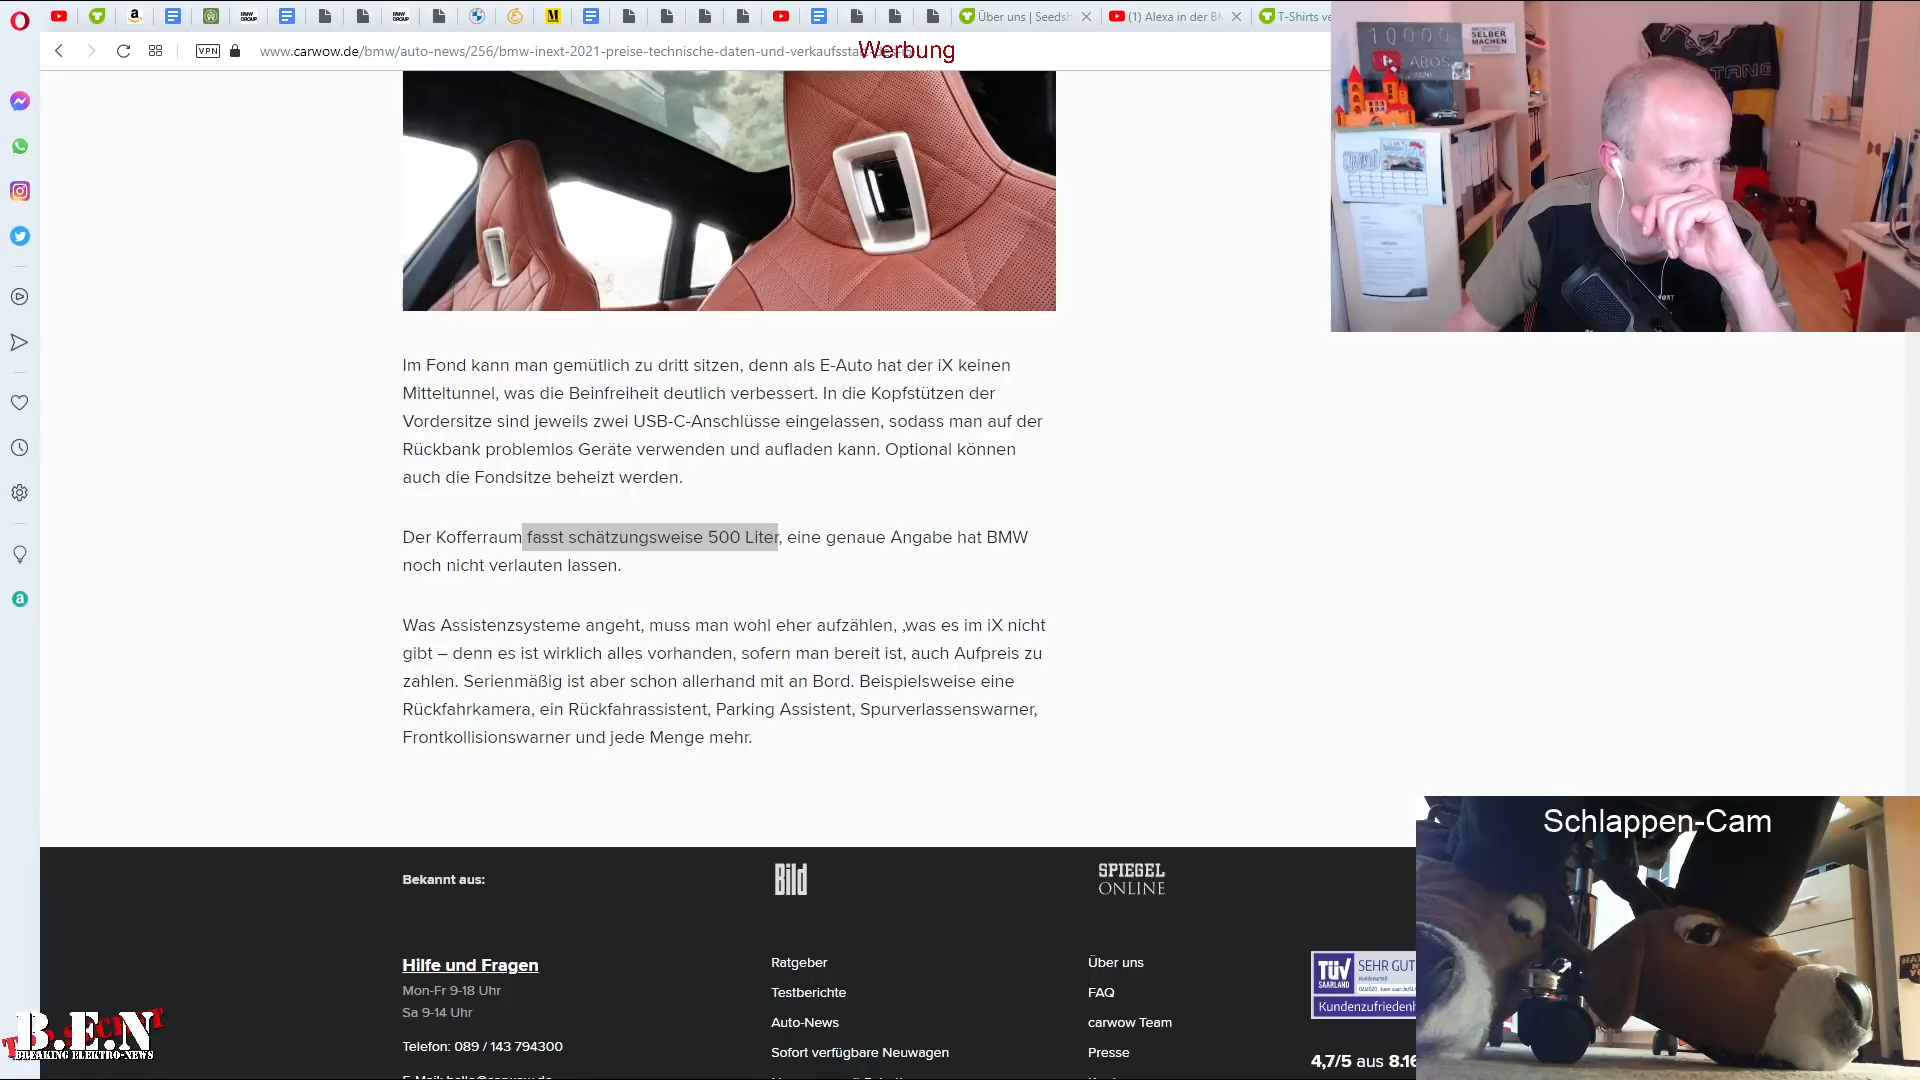 Über uns | Seedsh
(1) Alexa in der BM
T-Shirts ve
VPN
www.carwow.de/bmw/auto-news/256/bmw-inext-2021-preise-technische-daten-und-verkaufssta
Werbung
10000
ABOS
SELBER
MACHEN
Im Fond kann man gemütlich zu dritt sitzen, denn als E-Auto hat der iX keinen
Mitteltunnel, was die Beinfreiheit deutlich verbessert. In die Kopfstützen der
Vordersitze sind jeweils zwei USB-C-Anschlüsse eingelassen, sodass man auf der
Rückbank problemlos Geräte verwenden und aufladen kann. Optional können
auch die Fondsitze beheizt werden.
Der Kofferraum fasst schätzungsweise 500 Liter, eine genaue Angabe hat BMW
noch nicht verlauten lassen.
Was Assistenzsysteme angeht, muss man wohl eher aufzählen, ‚was es im iX nicht
gibt – denn es ist wirklich alles vorhanden, sofern man bereit ist, auch Aufpreis zu
zahlen. Serienmäßig ist aber schon allerhand mit an Bord. Beispielsweise eine
Rückfahrkamera, ein Rückfahrassistent, Parking Assistent, Spurverlassenswarner,
Frontkollisionswarner und jede Menge mehr.
Schlappen-Cam
Bekannt aus:
Bild
SPIEGEL
ONLINE
Hilfe und Fragen
Mon-Fr 9-18 Uhr
Sa 9-14 Uhr
Telefon: 089 / 143 794300
Ratgeber
Testberichte
Auto-News
Sofort verfügbare Neuwagen
Über uns
FAQ
carwow Team
Presse
TÜV
SAARLAND
SEHR GUT
Kundenzufriedenh
4,7/5 aus 8.16
B.E.N
BREAKING ELEKTRO-NEWS